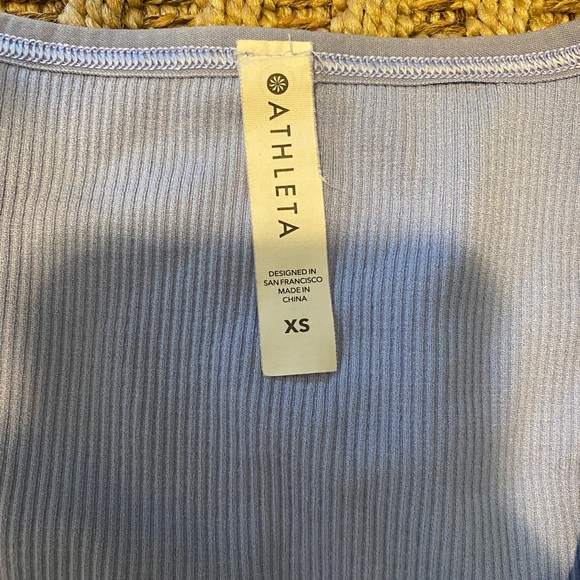 ATHLETA
DESIGNED IN
SAN FRANCISCO
MADE IN
CHINA
XS